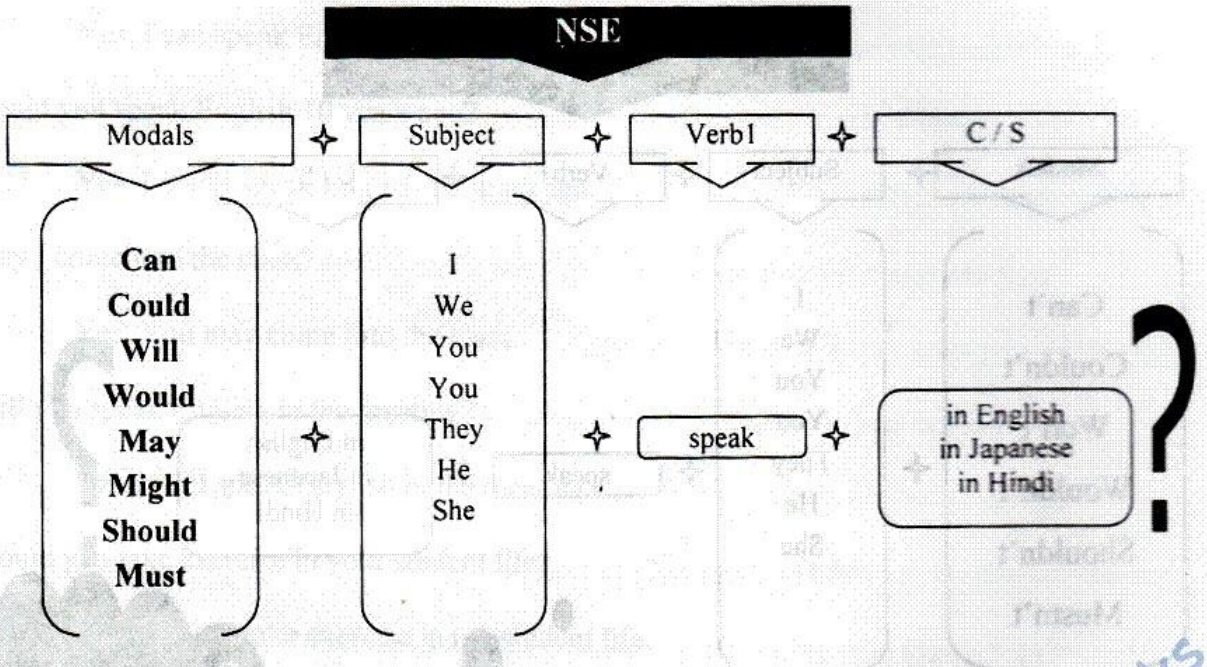 NSE
Modals
Subject
Verb1
C / S
Can
Could
Will
Would
May
Might
Should
Must
I
We
You
You
They
He
She
speak
in English
in Japanese
in Hindi
?